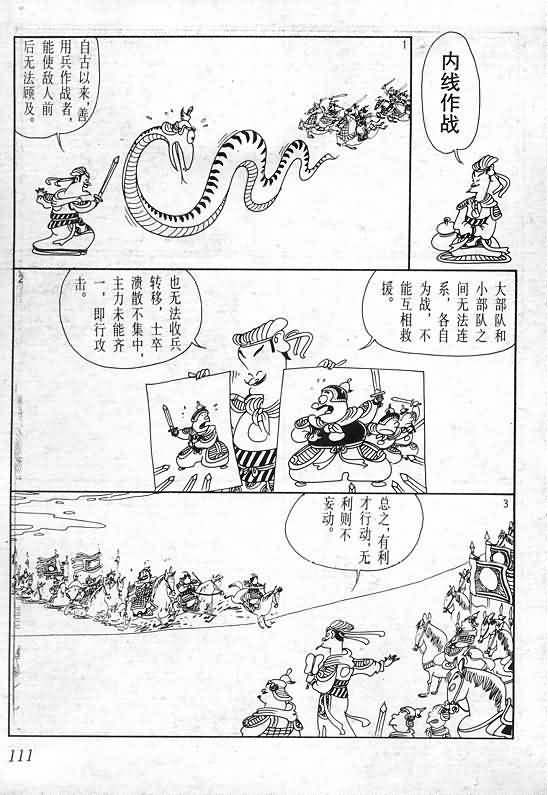 内线作战
1
自古以来，善
用兵作战者，
能使敌人前
后无法顾及。
2
大部队和
小部队之
间无法连
系，各自
为战，不
能互相救
援。
也无法收兵
转移，士卒
溃散不集中，
主力未能齐
一，即行攻
击。
3
总之，有利
才行动，无
利则不
妄动。
111